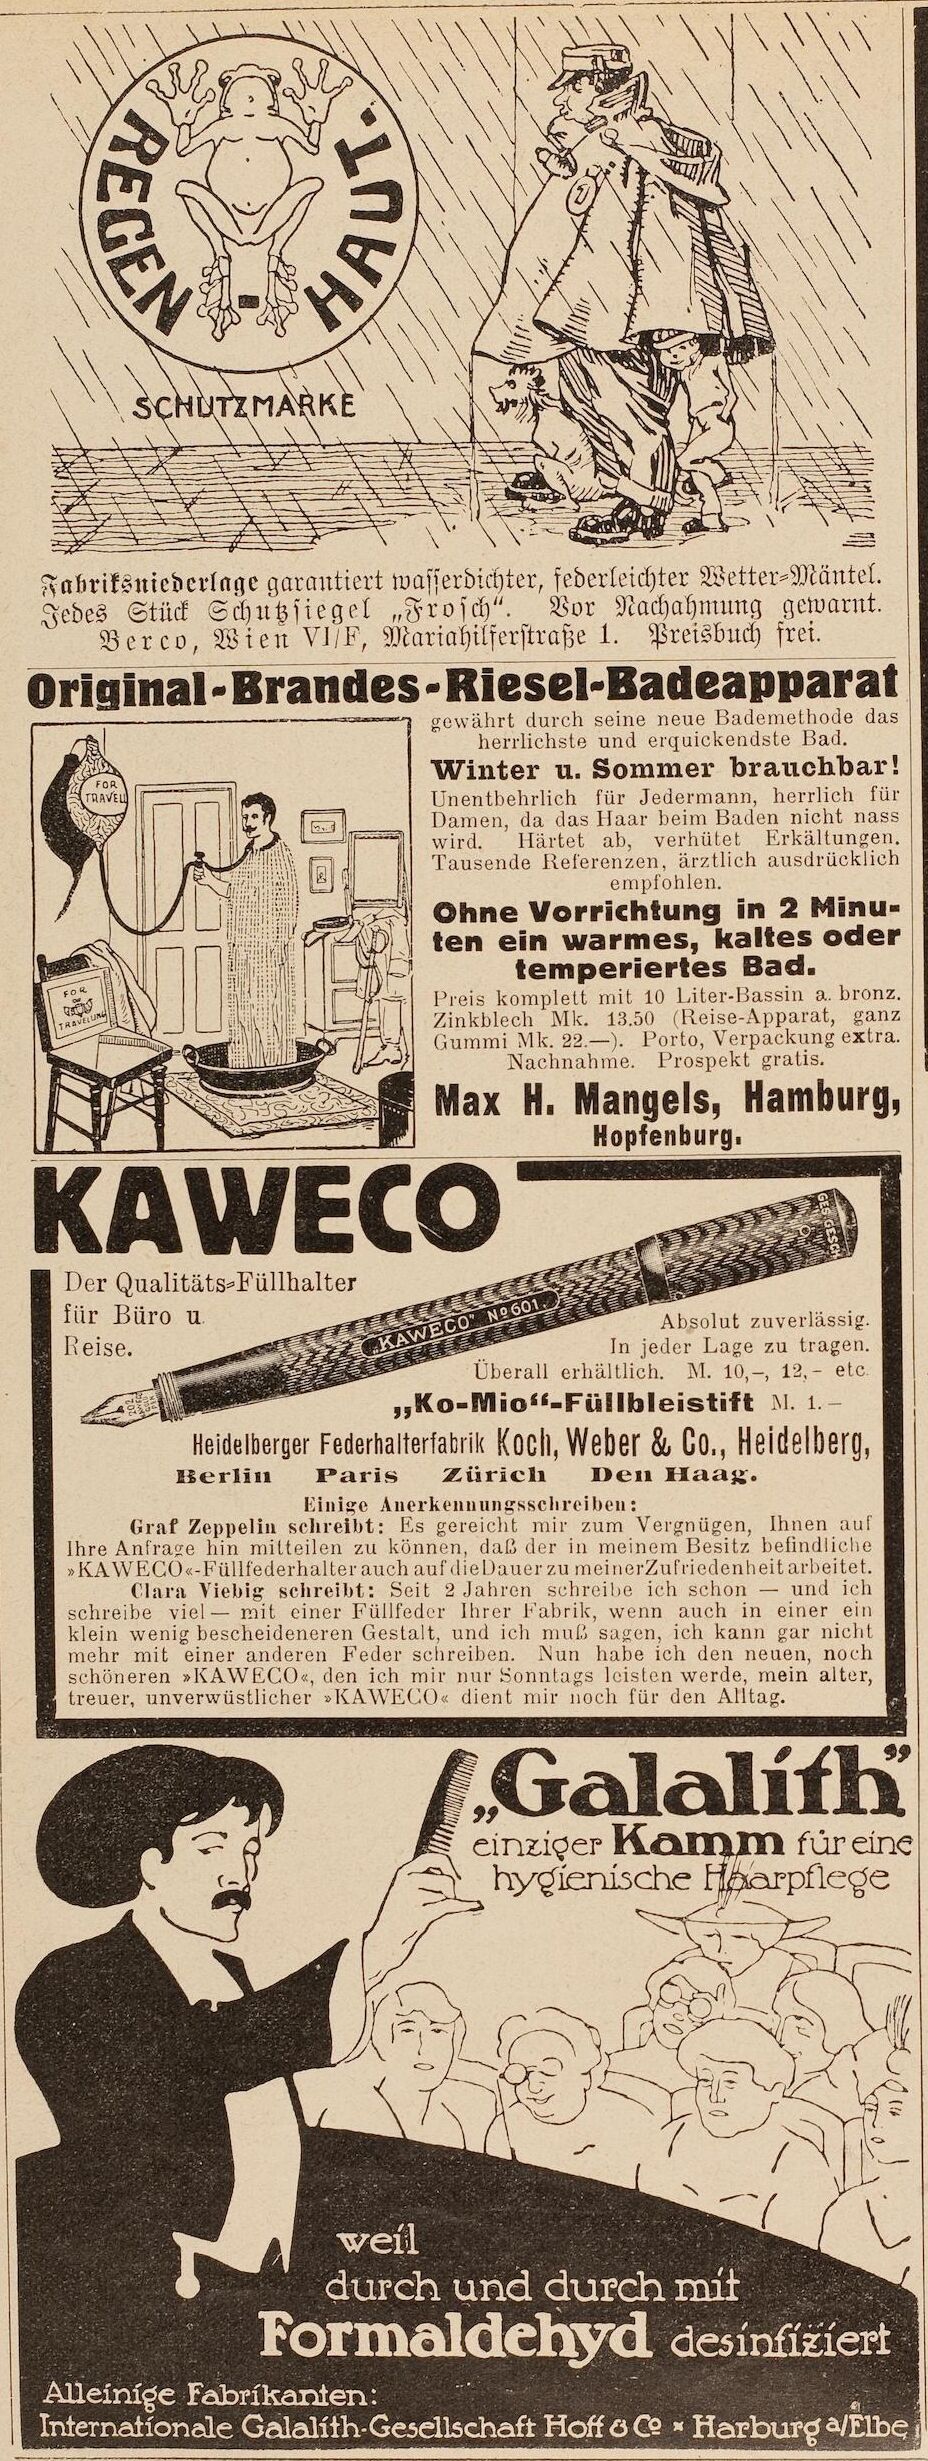 REGEN-HAUT.
SCHUTZMARKE
Fabriksniederlage garantiert wasserdichter, federleichter Wetter-Mäntel.
Jedes Stück Schutzsiegel „Frosch“. Vor Nachahmung gewarnt.
Berco, Wien VI/F, Mariahilferstraße 1. Preisbuch frei.
Original-Brandes-Riesel-Badeapparat
FOR
TRAVEL
FOR
TRAVELING
gewährt durch seine neue Bademethode das
herrlichste und erquickendste Bad.
Winter u. Sommer brauchbar!
Unentbehrlich für Jedermann, herrlich für
Damen, da das Haar beim Baden nicht nass
wird. Härtet ab, verhütet Erkältungen.
Tausende Referenzen, ärztlich ausdrücklich
empfohlen.
Ohne Vorrichtung in 2 Minu-
ten ein warmes, kaltes oder
temperiertes Bad.
Preis komplett mit 10 Liter-Bassin a. bronz.
Zinkblech Mk. 13.50 (Reise-Apparat, ganz
Gummi Mk. 22.—). Porto, Verpackung extra.
Nachnahme. Prospekt gratis.
Max H. Mangels, Hamburg,
Hopfenburg.
KAWECO
Der Qualitäts-Füllhalter
für Büro u.
Reise.
GES. GESCH.
„KAWECO“ No 601.
Absolut zuverlässig.
In jeder Lage zu tragen.
Überall erhältlich. M. 10,-, 12,- etc.
„Ko-Mio“-Füllbleistift M. 1.–
Heidelberger Federhalterfabrik Koch, Weber & Co., Heidelberg,
Berlin Paris Zürich Den Haag.
Einige Anerkennungsschreiben:
Graf Zeppelin schreibt: Es gereicht mir zum Vergnügen, Ihnen auf
Ihre Anfrage hin mitteilen zu können, daß der in meinem Besitz befindliche
»KAWECO«-Füllfederhalter auch auf die Dauer zu meiner Zufriedenheit arbeitet.
Clara Viebig schreibt: Seit 2 Jahren schreibe ich schon — und ich
schreibe viel — mit einer Füllfeder Ihrer Fabrik, wenn auch in einer ein
klein wenig bescheideneren Gestalt, und ich muß sagen, ich kann gar nicht
mehr mit einer anderen Feder schreiben. Nun habe ich den neuen, noch
schöneren »KAWECO«, den ich mir nur Sonntags leisten werde, mein alter,
treuer, unverwüstlicher »KAWECO« dient mir noch für den Alltag.
„Galalith”
einziger Kamm für eine
hygienische Haarpflege
weil
durch und durch mit
Formaldehyd desinfiziert
Alleinige Fabrikanten:
Internationale Galalith-Gesellschaft Hoff & Co × Harburg a/Elbe